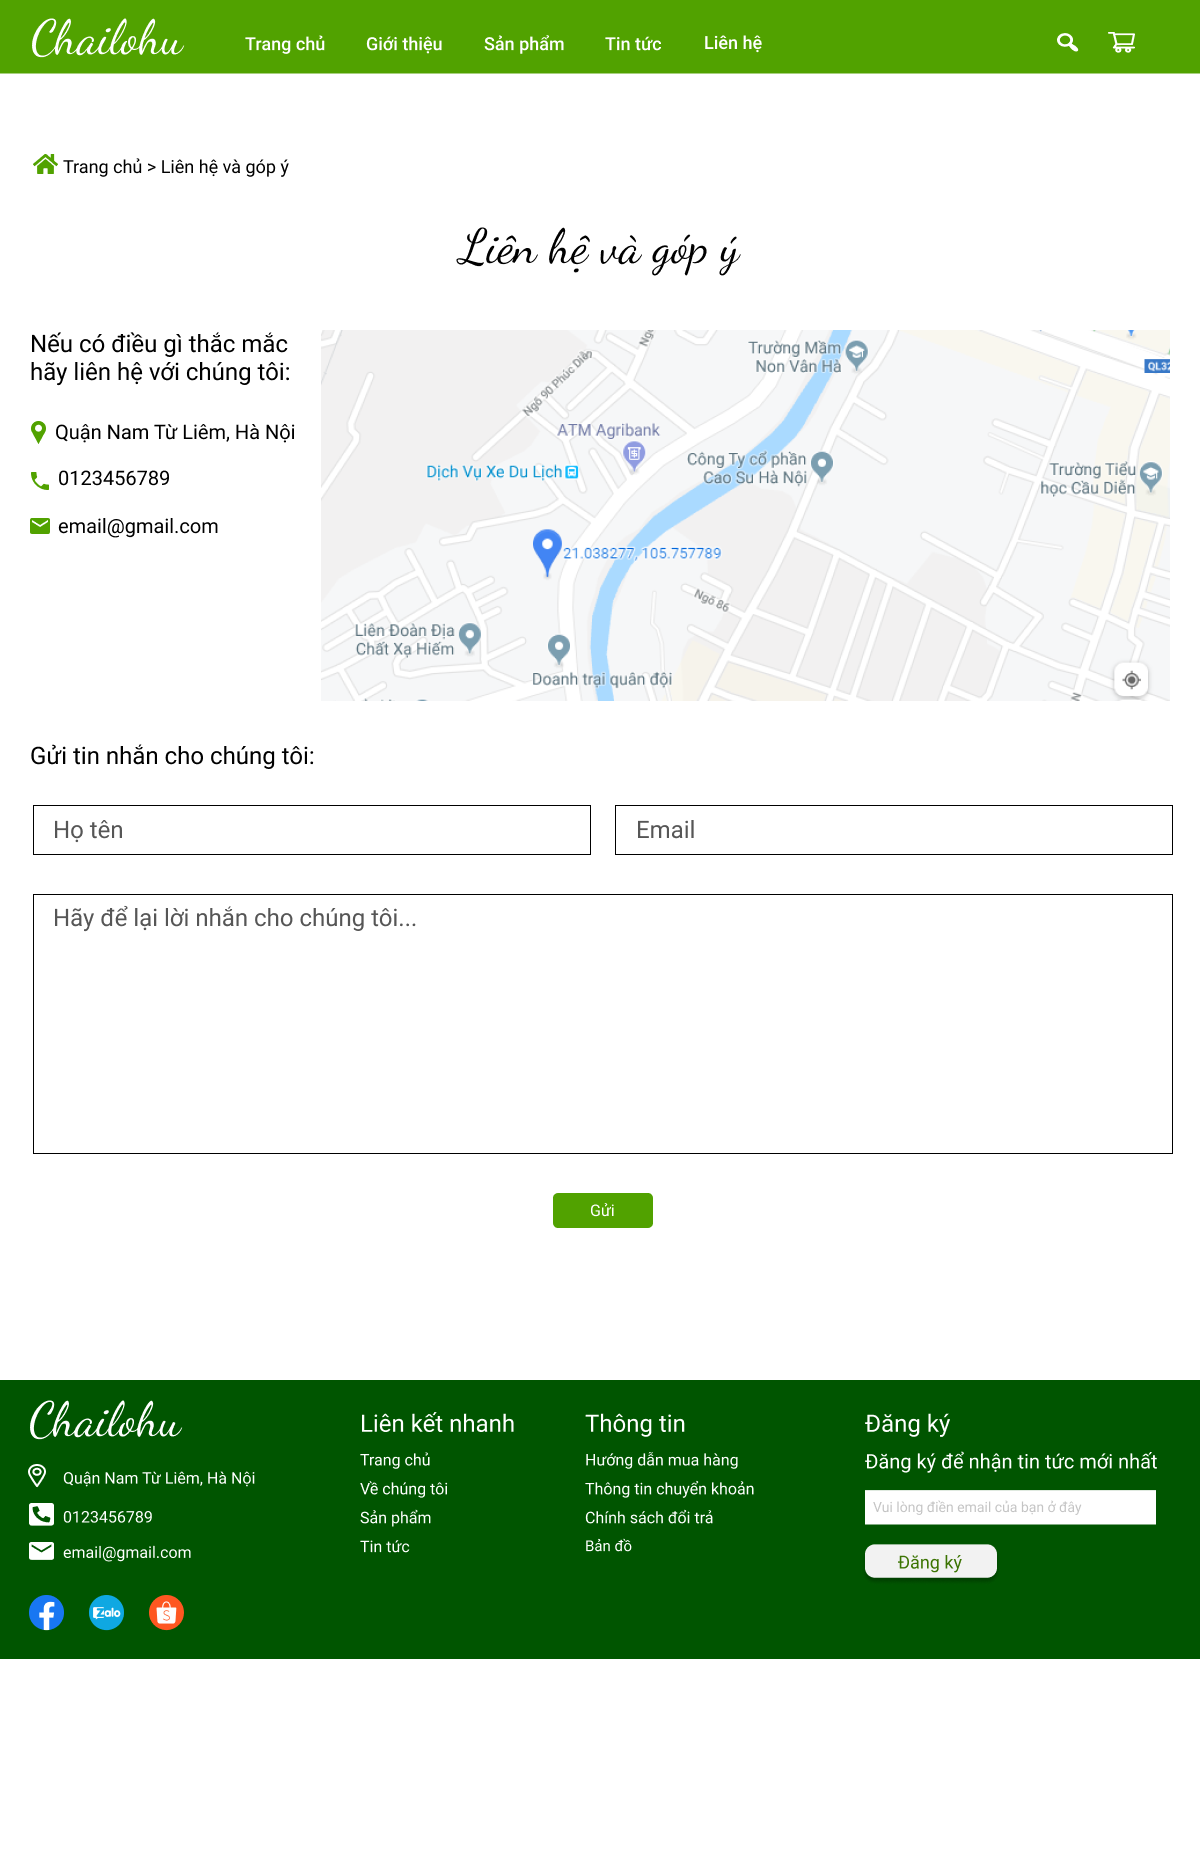 Chailohu
Trang chủ
Giới thiệu
Sản phẩm
Tin tức
Liên hệ
Trang chủ > Liên hệ và góp ý
Liên hệ và góp ý
Nếu có điều gì thắc mắc
hãy liên hệ với chúng tôi:
Quận Nam Từ Liêm, Hà Nội
0123456789
email@gmail.com
Trường Mầm
Non Vân Hà
Ngõ 90 Phúc Diễn
ATM Agribank
Dịch Vụ Xe Du Lịch
Công Ty cổ phần
Cao Su Hà Nội
Trường Tiểu
học Cầu Diễn
21.038277, 105.757789
Ngõ 86
Liên Đoàn Địa
Chất Xạ Hiếm
Doanh trại quân đội
QL32
Gửi tin nhắn cho chúng tôi:
Họ tên
Email
Hãy để lại lời nhắn cho chúng tôi...
Gửi
Chailohu
Quận Nam Từ Liêm, Hà Nội
0123456789
email@gmail.com
Zalo
Liên kết nhanh
Trang chủ
Về chúng tôi
Sản phẩm
Tin tức
Thông tin
Hướng dẫn mua hàng
Thông tin chuyển khoản
Chính sách đổi trả
Bản đồ
Đăng ký
Đăng ký để nhận tin tức mới nhất
Vui lòng điền email của bạn ở đây
Đăng ký